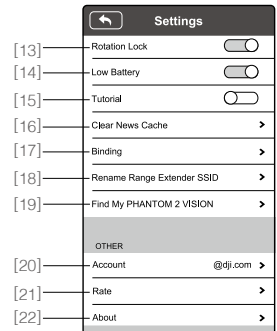 Settings
[13] Rotation Lock
[14] Low Battery
[15] Tutorial
[16] Clear News Cache
[17] Binding
[18] Rename Range Extender SSID
[19] Find My PHANTOM 2 VISION
OTHER
[20] Account @dji.com
[21] Rate
[22] About